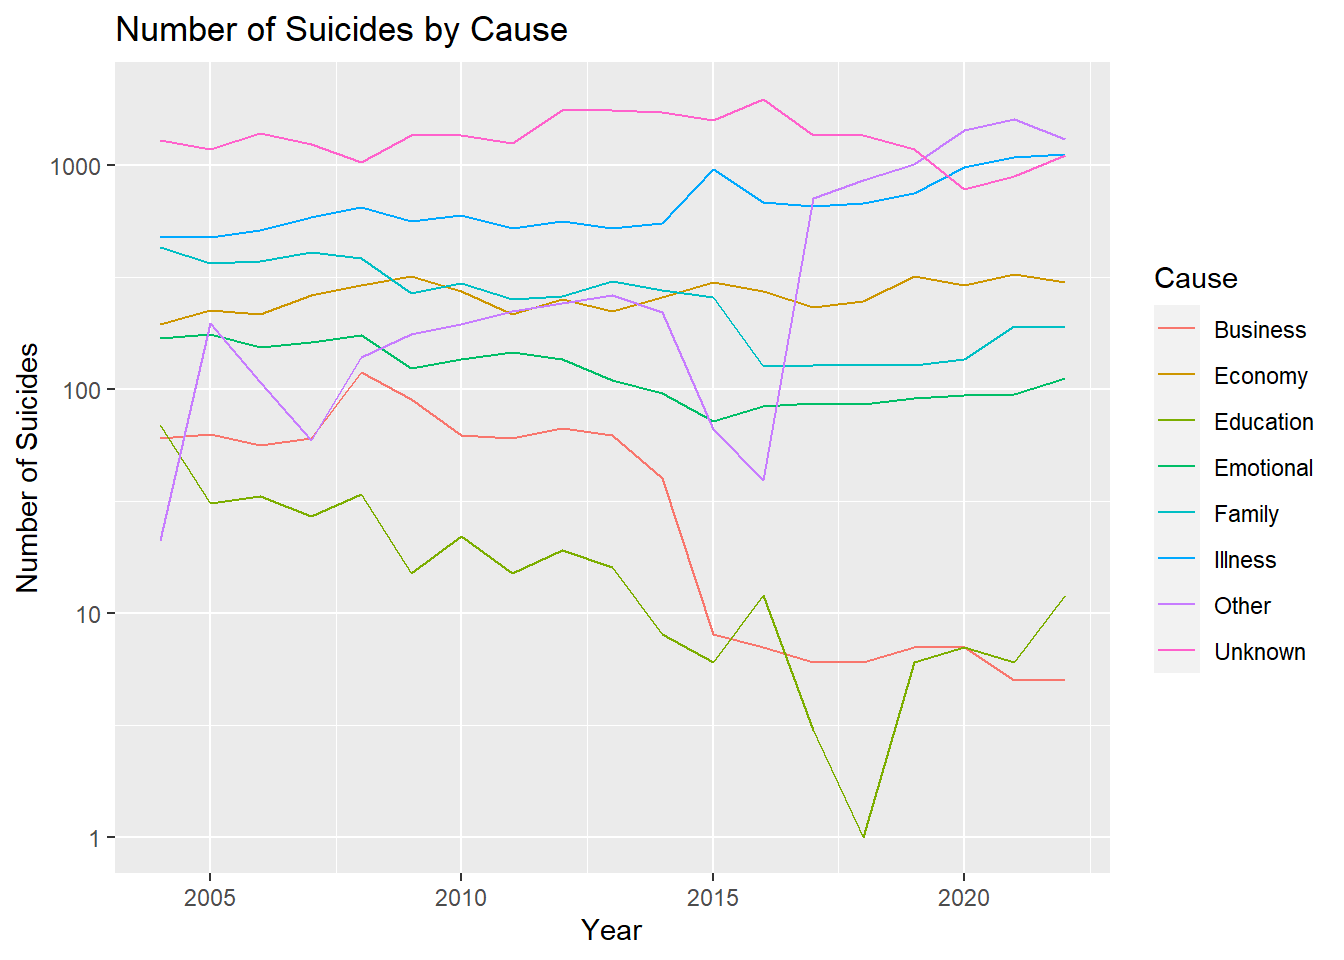 Number of Suicides by Cause
Number of Suicides
1000
100
10
1
2005
2010
2015
2020
Year
Cause
Business
Economy
Education
Emotional
Family
Illness
Other
Unknown